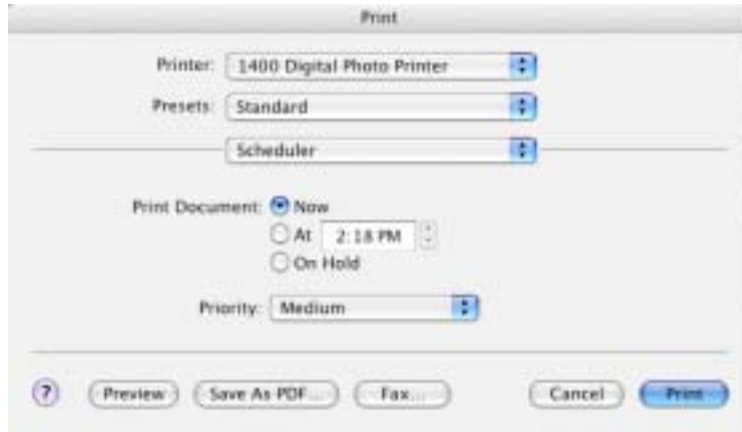 Print
Printer: 1400 Digital Photo Printer
Presets: Standard
Scheduler
Print Document: Now
At 2:18 PM
On Hold
Priority: Medium
? Preview Save As PDF... Fax... Cancel Print